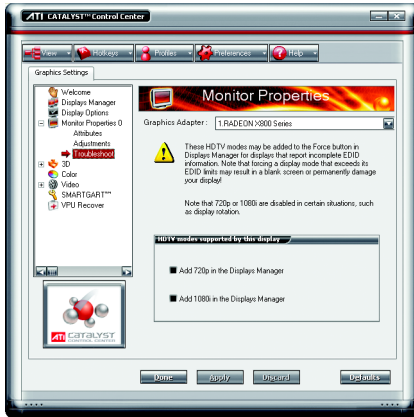 ATI CATALYST™ Control Center
View Hotkeys Profiles Preferences Help
Graphics Settings
Welcome
Displays Manager
Display Options
Monitor Properties 0
Attributes
Adjustments
Troubleshoot
3D
Color
Video
SMARTGART™
VPU Recover
ATI CATALYST
CONTROL CENTER
Monitor Properties
Graphics Adapter : 1.RADEON X800 Series
These HDTV modes may be added to the Force button in
Displays Manager for displays that report incomplete EDID
information. Note that forcing a display mode that exceeds its
EDID limits may result in a blank screen or permanently damage
your display!
Note that 720p or 1080i are disabled in certain situations, such
as display rotation.
HDTV modes supported by this display
Add 720p in the Displays Manager
Add 1080i in the Displays Manager
Done Apply Discard Defaults